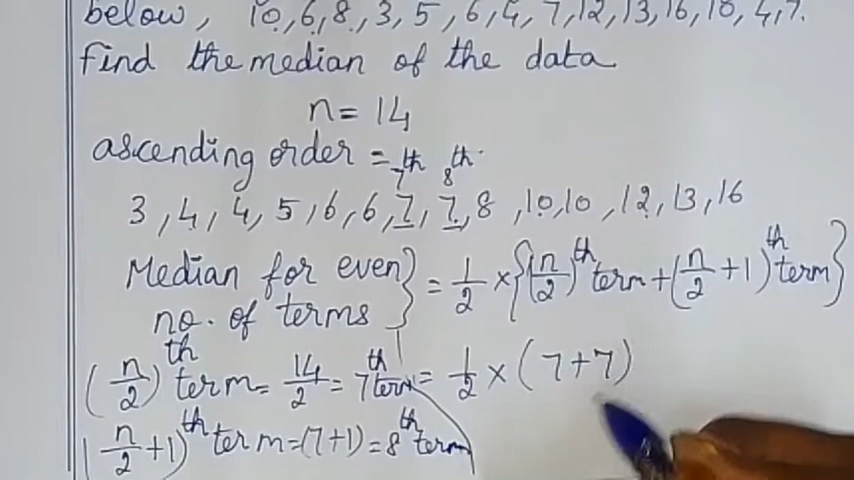 below, 10, 6, 8, 3, 5, 6, 4, 7, 12, 13, 16, 10, 4, 7.
find the median of the data.
n = 14
ascending order = 7th 8th
3, 4, 4, 5, 6, 6, 7, 7, 8, 10, 10, 12, 13, 16
Median for even no. of terms } = 1/2 × {(n/2)th term + (n/2 + 1)th term}
(n/2)th term = 14/2 = 7th term = 1/2 × (7+7)
(n/2 + 1)th term = (7+1) = 8th term